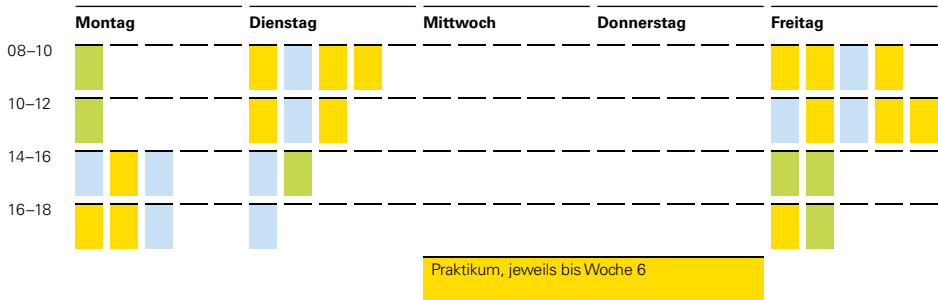 Montag Dienstag Mittwoch Donnerstag Freitag
08–10
10–12
14–16
16–18
Praktikum, jeweils bis Woche 6